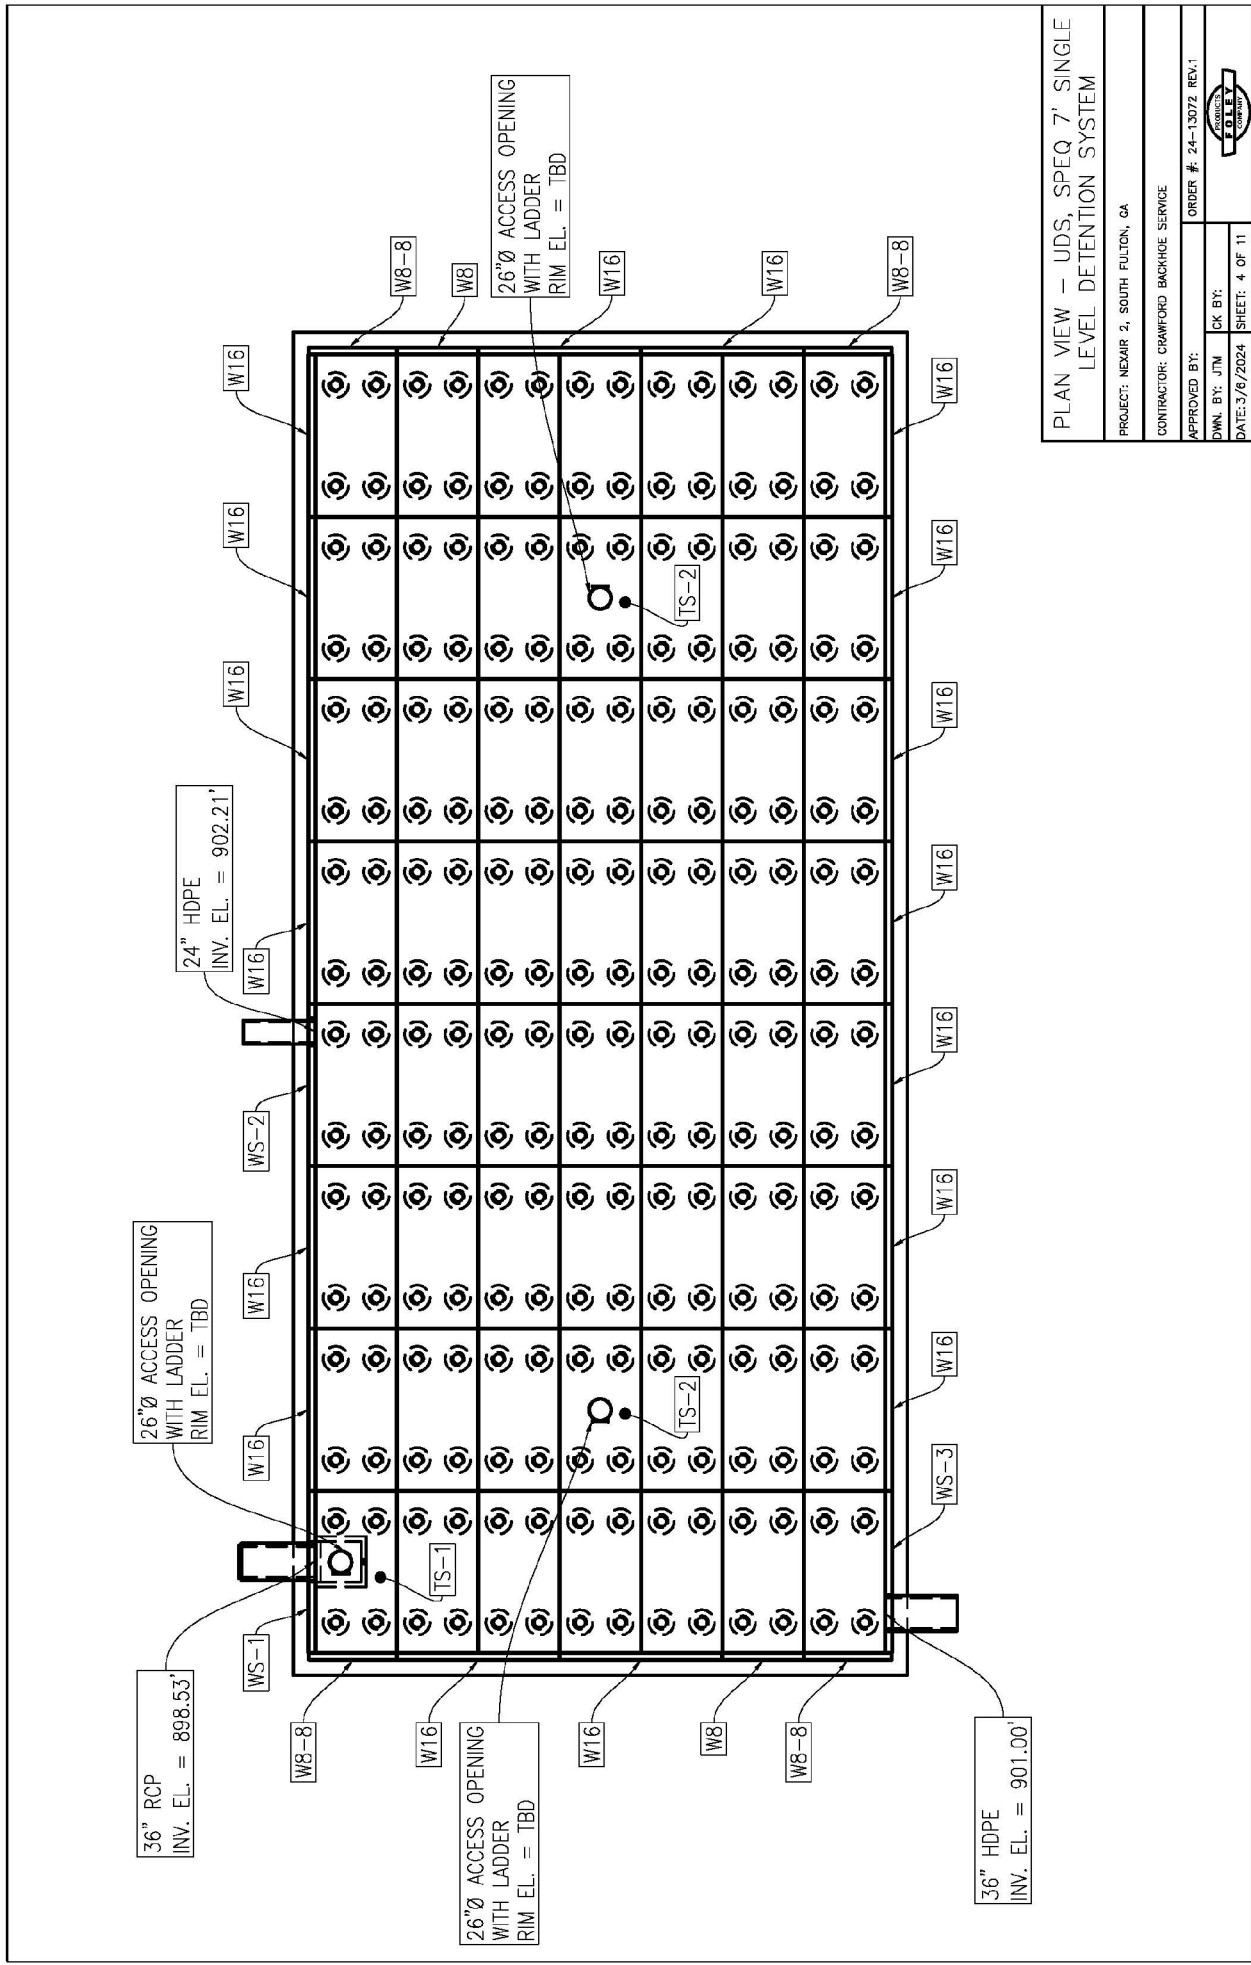 36" RCP
INV. EL. = 898.53'
26"Ø ACCESS OPENING
WITH LADDER
RIM EL. = TBD
24" HDPE
INV. EL. = 902.21'
WS-1
W16
W16
WS-2
W16
W16
W16
W16
W8-8
W16
26"Ø ACCESS OPENING
WITH LADDER
RIM EL. = TBD
W16
W8
W8-8
TS-1
TS-2
TS-2
W8-8
W8
26"Ø ACCESS OPENING
WITH LADDER
RIM EL. = TBD
W16
W16
W8-8
WS-3
W16
W16
W16
W16
W16
W16
W16
36" HDPE
INV. EL. = 901.00'
PLAN VIEW - UDS, SPEQ 7' SINGLE
LEVEL DETENTION SYSTEM
PROJECT: NEXAIR 2, SOUTH FULTON, GA
CONTRACTOR: CRAWFORD BACKHOE SERVICE
APPROVED BY:
ORDER #: 24-13072 REV.1
DWN. BY: JTM
CK BY:
DATE:3/6/2024
SHEET: 4 OF 11
PRODUCTS
FOLEY
COMPANY